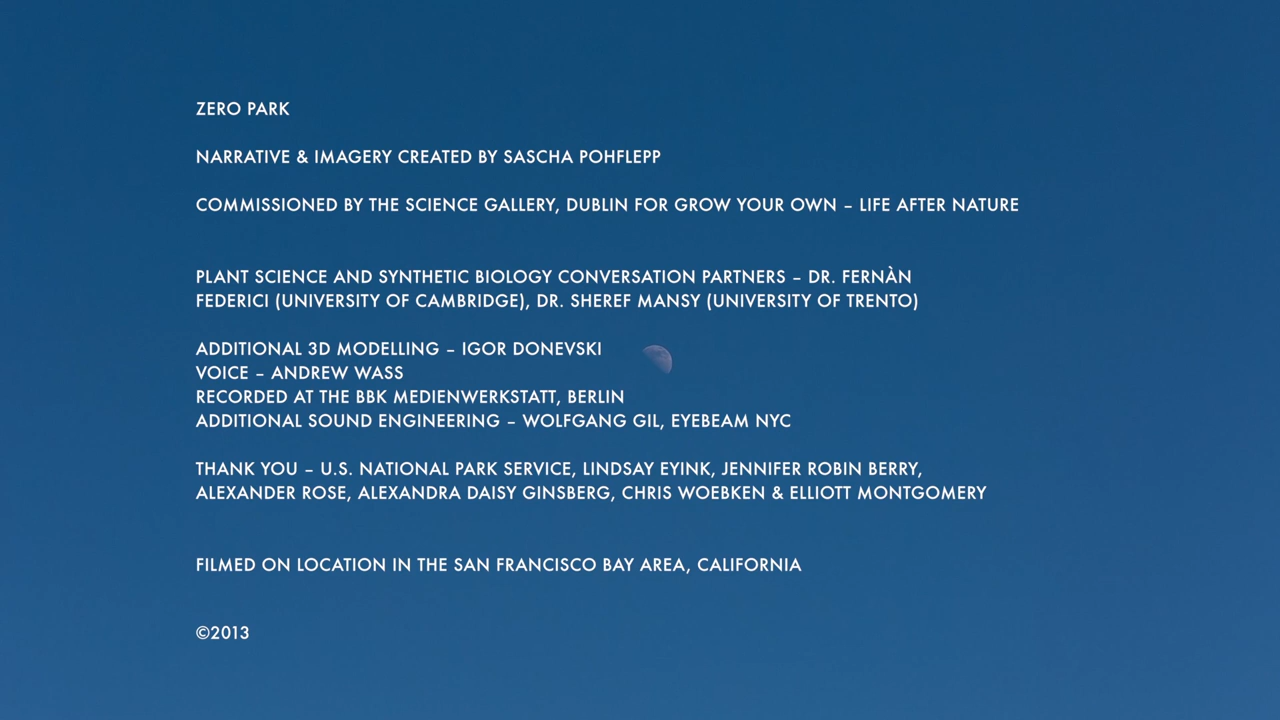 ZERO PARK
NARRATIVE & IMAGERY CREATED BY SASCHA POHFLEPP
COMMISSIONED BY THE SCIENCE GALLERY, DUBLIN FOR GROW YOUR OWN – LIFE AFTER NATURE
PLANT SCIENCE AND SYNTHETIC BIOLOGY CONVERSATION PARTNERS – DR. FERNÀN
FEDERICI (UNIVERSITY OF CAMBRIDGE), DR. SHEREF MANSY (UNIVERSITY OF TRENTO)
ADDITIONAL 3D MODELLING – IGOR DONEVSKI
VOICE – ANDREW WASS
RECORDED AT THE BBK MEDIENWERKSTATT, BERLIN
ADDITIONAL SOUND ENGINEERING – WOLFGANG GIL, EYEBEAM NYC
THANK YOU – U.S. NATIONAL PARK SERVICE, LINDSAY EYINK, JENNIFER ROBIN BERRY,
ALEXANDER ROSE, ALEXANDRA DAISY GINSBERG, CHRIS WOEBKEN & ELLIOTT MONTGOMERY
FILMED ON LOCATION IN THE SAN FRANCISCO BAY AREA, CALIFORNIA
©2013